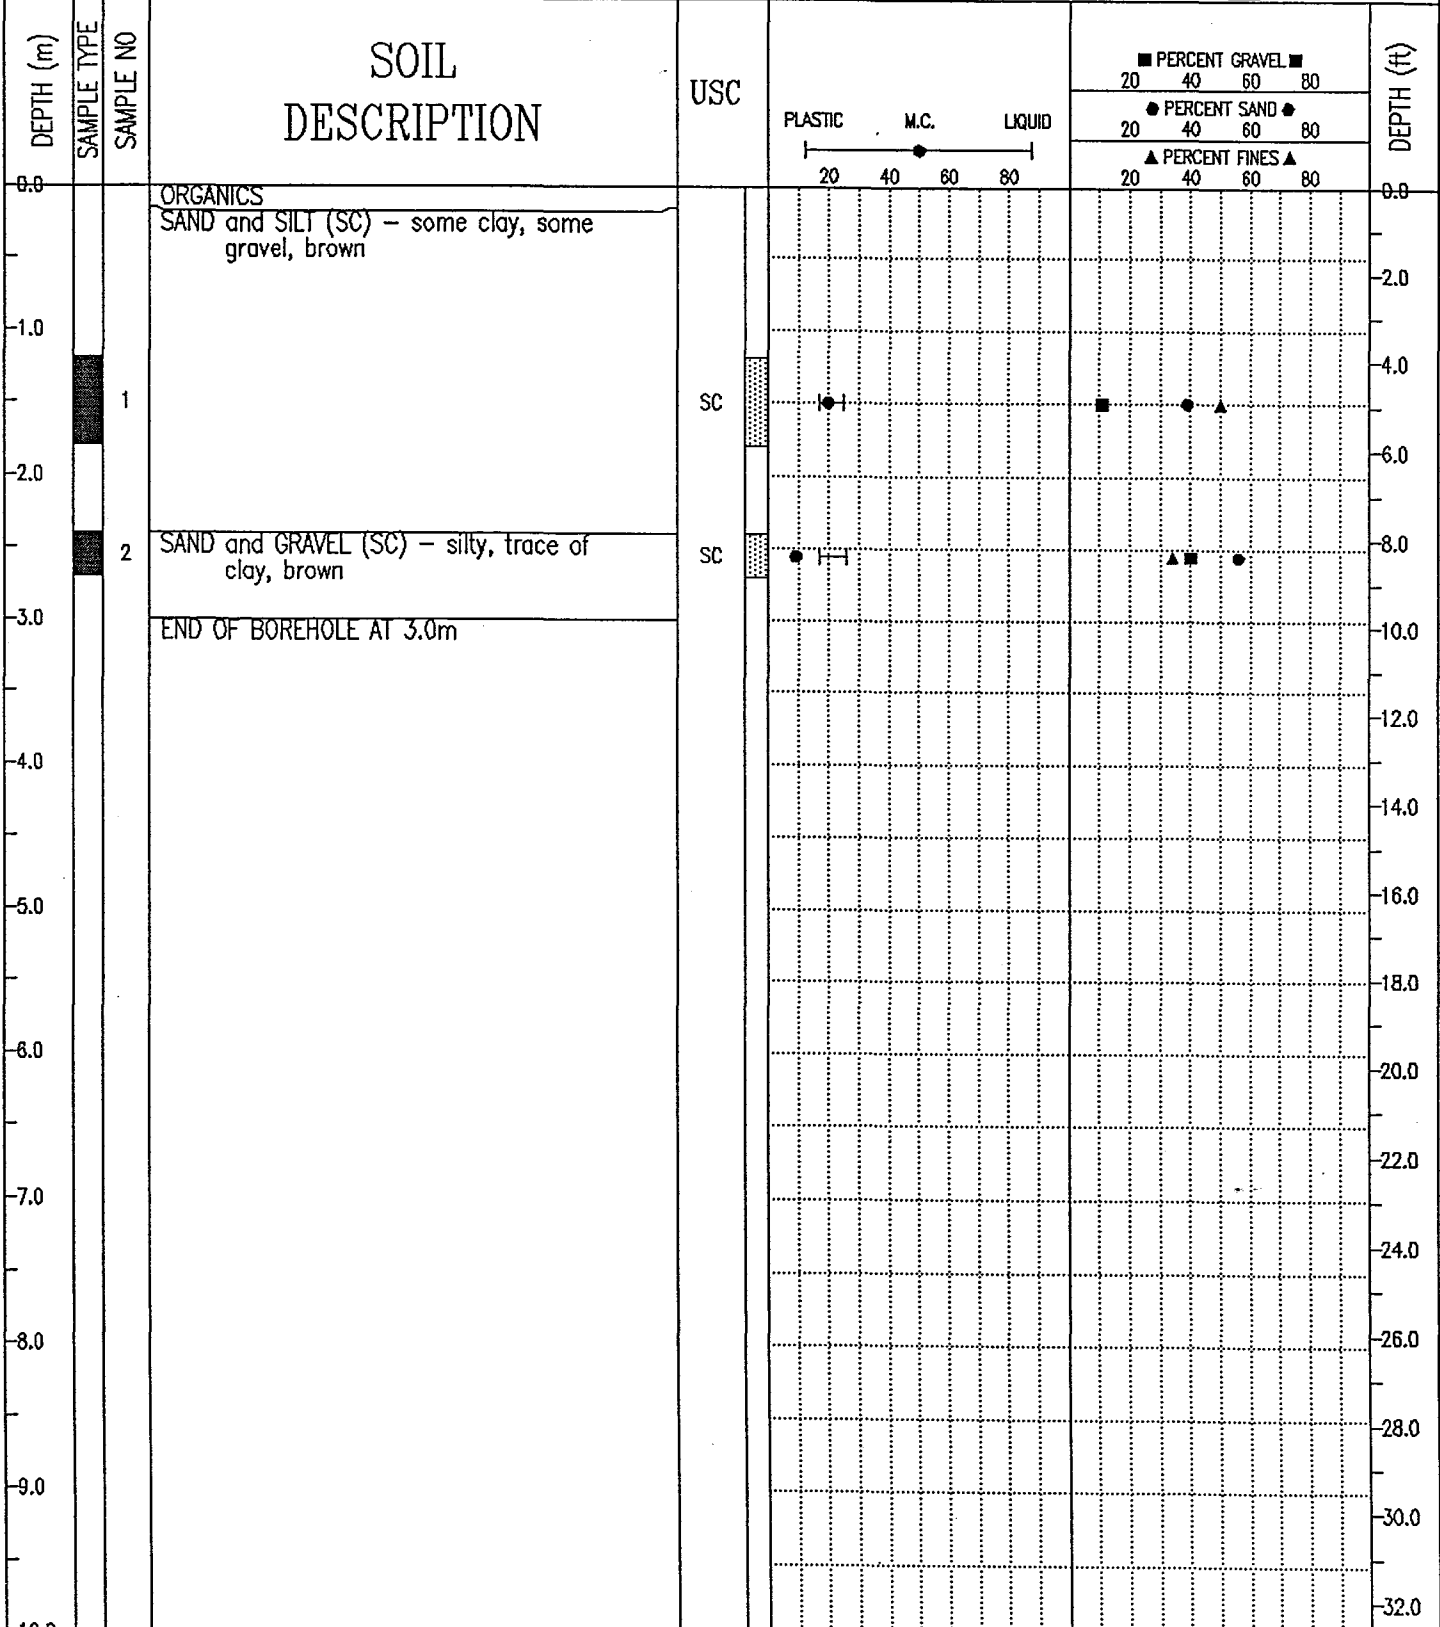 DEPTH (m)
SAMPLE TYPE
SAMPLE NO
SOIL
DESCRIPTION
USC
PLASTIC M.C. LIQUID
20 40 60 80
■ PERCENT GRAVEL ■
20 40 60 80
● PERCENT SAND ●
20 40 60 80
▲ PERCENT FINES ▲
20 40 60 80
DEPTH (ft)
0.0
ORGANICS
SAND and SILT (SC) – some clay, some
gravel, brown
1.0
1
SC
2.0
2
SAND and GRAVEL (SC) – silty, trace of
clay, brown
SC
3.0
END OF BOREHOLE AT 3.0m
4.0
5.0
6.0
7.0
8.0
9.0
0.0
2.0
4.0
6.0
8.0
10.0
12.0
14.0
16.0
18.0
20.0
22.0
24.0
26.0
28.0
30.0
32.0